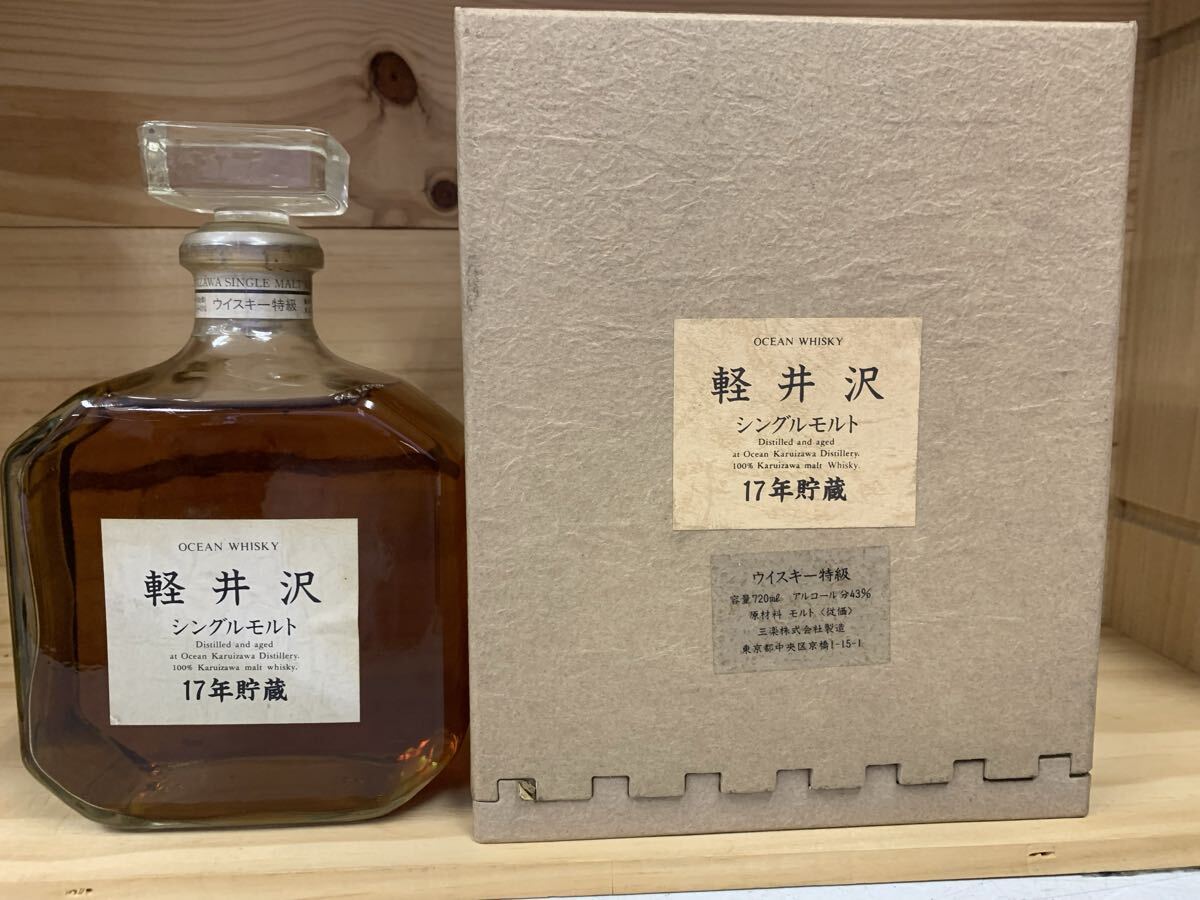 ZAWA SINGLE MALT
ウイスキー特級
OCEAN WHISKY
軽井沢
シングルモルト
Distilled and aged
at Ocean Karuizawa Distillery.
100% Karuizawa malt whisky.
17年貯蔵
OCEAN WHISKY
軽井沢
シングルモルト
Distilled and aged
at Ocean Karuizawa Distillery.
100% Karuizawa malt Whisky.
17年貯蔵
ウイスキー特級
容量720ml アルコール分43%
原材料 モルト〈従価〉
三楽株式会社製造
東京都中央区京橋1-15-1